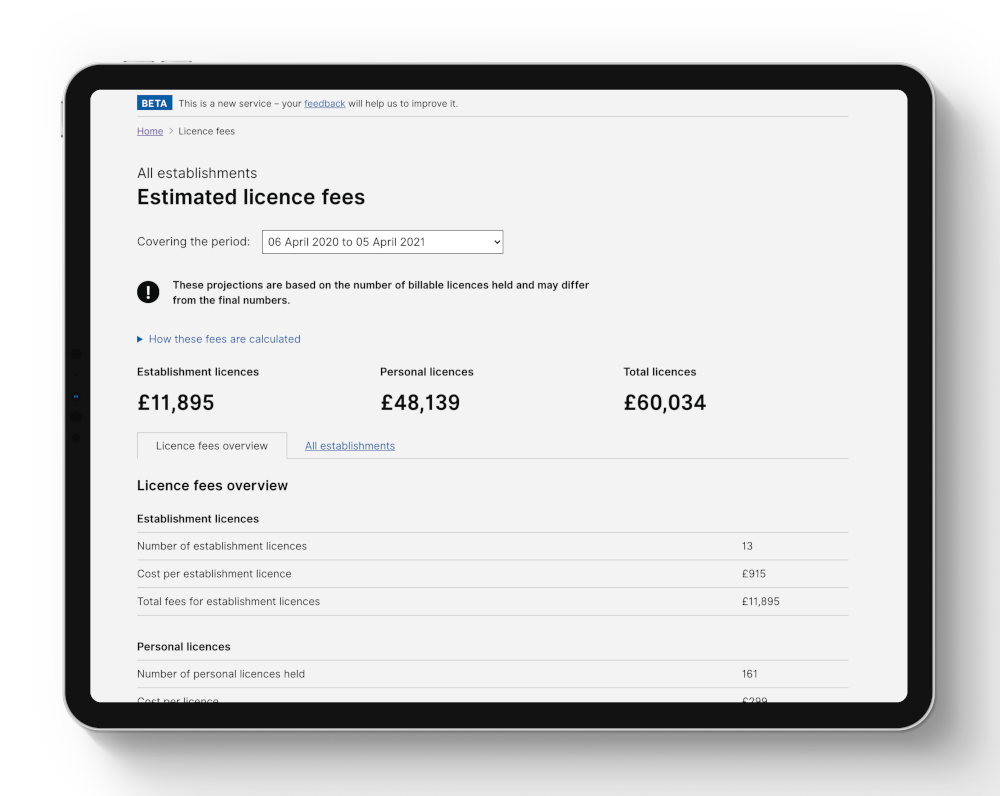 BETA This is a new service – your feedback will help us to improve it.
Home > Licence fees
All establishments
Estimated licence fees
Covering the period: 06 April 2020 to 05 April 2021
! These projections are based on the number of billable licences held and may differ
from the final numbers.
How these fees are calculated
Establishment licences Personal licences Total licences
£11,895 £48,139 £60,034
Licence fees overview All establishments
Licence fees overview
Establishment licences
Number of establishment licences 13
Cost per establishment licence £915
Total fees for establishment licences £11,895
Personal licences
Number of personal licences held 161
Cost per licence £299